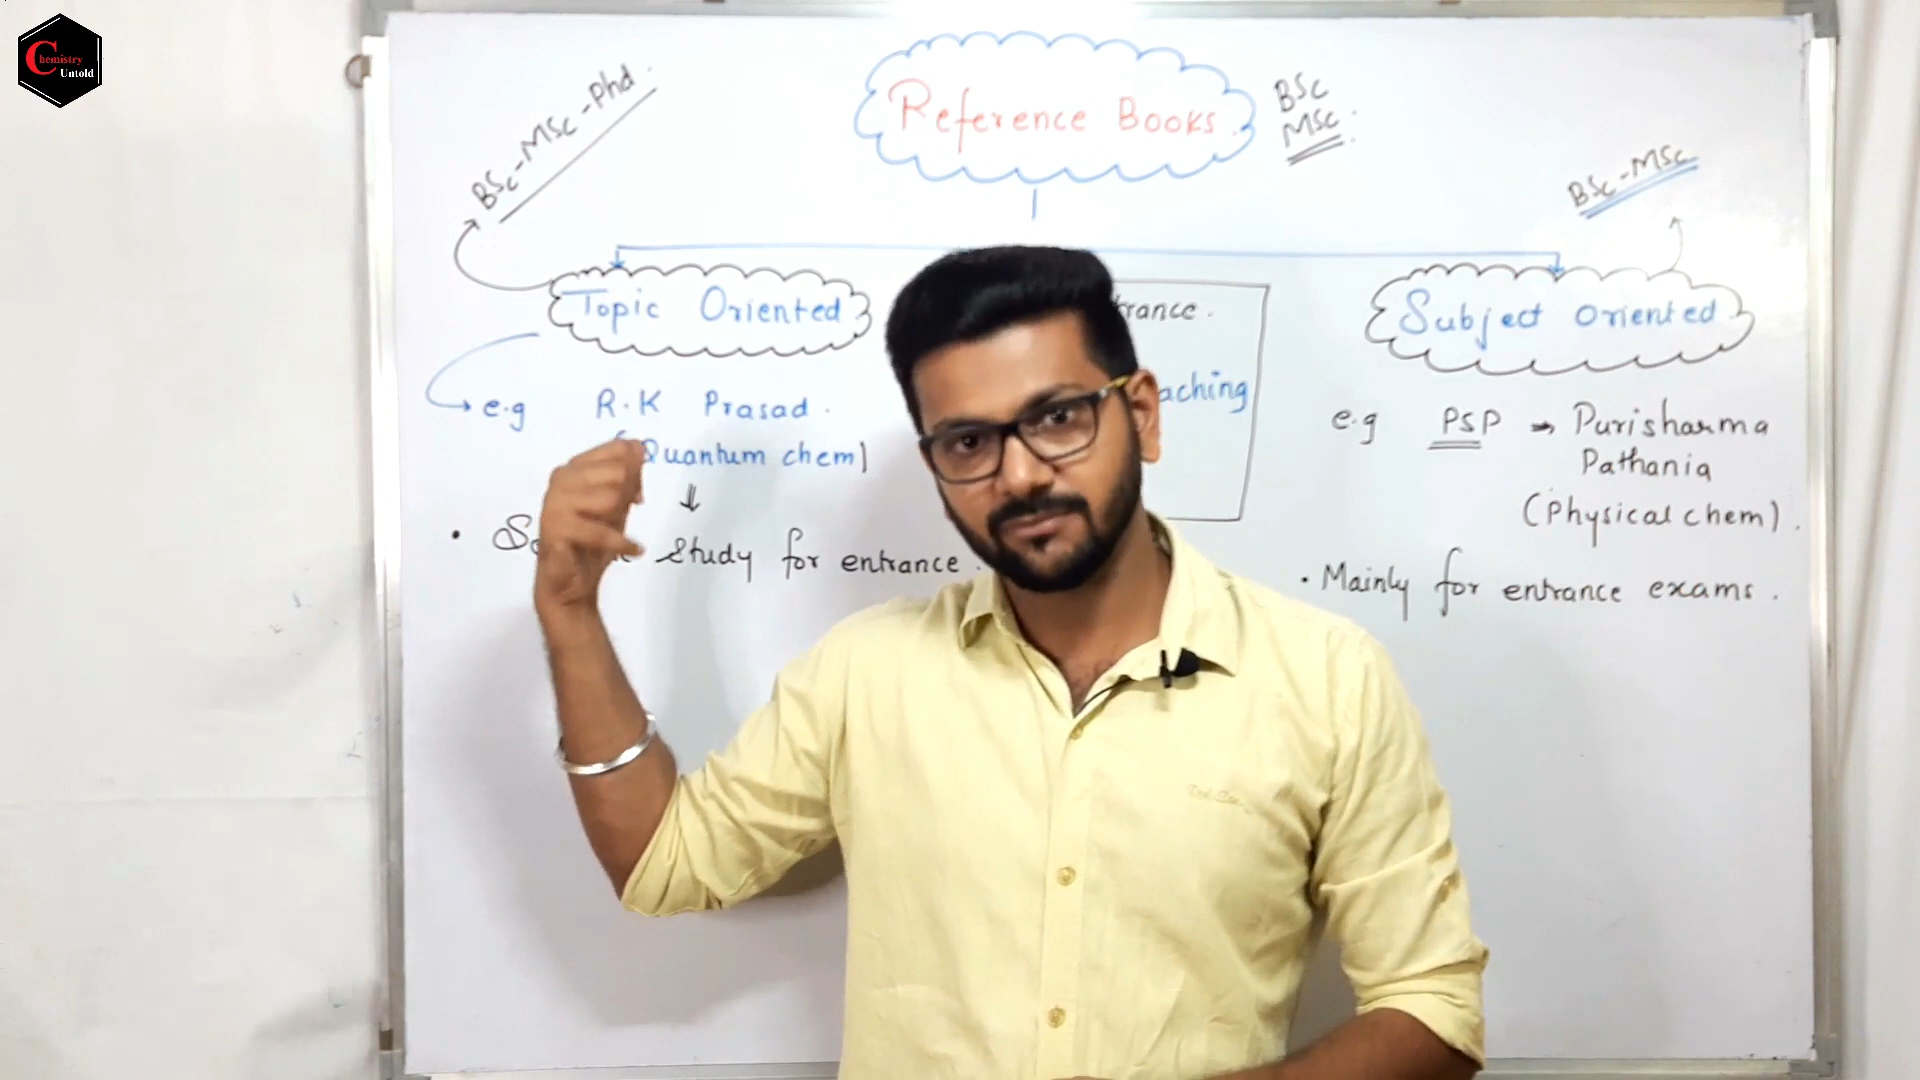 Chemistry
Untold
Reference Books.
BSc
MSc.
BSc-MSc-Phd.
BSc-MSc
Topic Oriented
Subject Oriented
e.g R.K Prasad.
(Quantum chem)
Study for entrance.
aching
e.g PSP → Purisharma
Pathania
(Physical chem).
• Mainly for entrance exams.